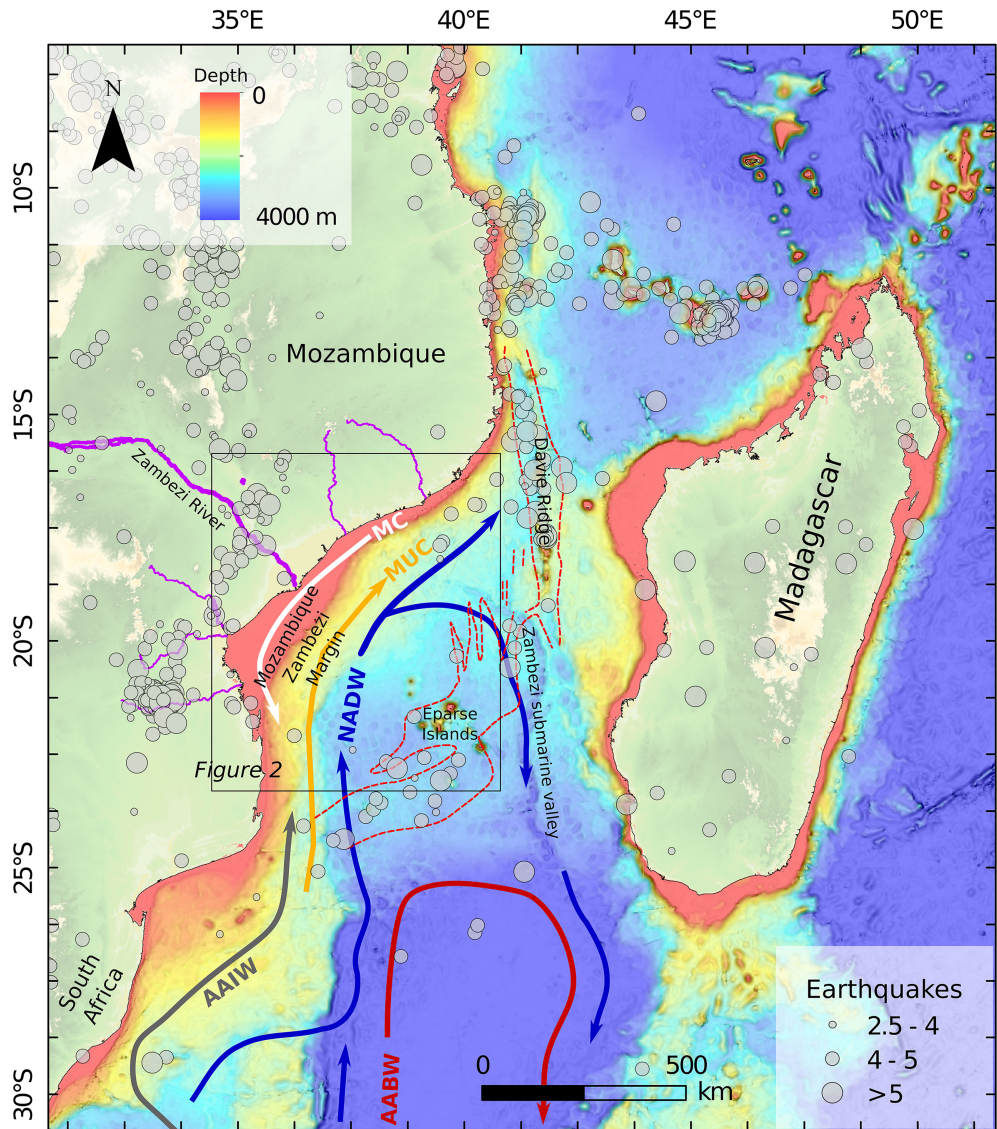 35°E 40°E 45°E 50°E
Depth
0
4000 m
N
10°S
15°S
20°S
25°S
30°S
Mozambique
Zambezi River
MC
MUC
Davie Ridge
Madagascar
Mozambique
Zambezi
Margin
NADW
Zambezi submarine valley
Eparse
Islands
Figure 2
AAIW
South
Africa
AABW
0 500
km
Earthquakes
2.5 - 4
4 - 5
>5